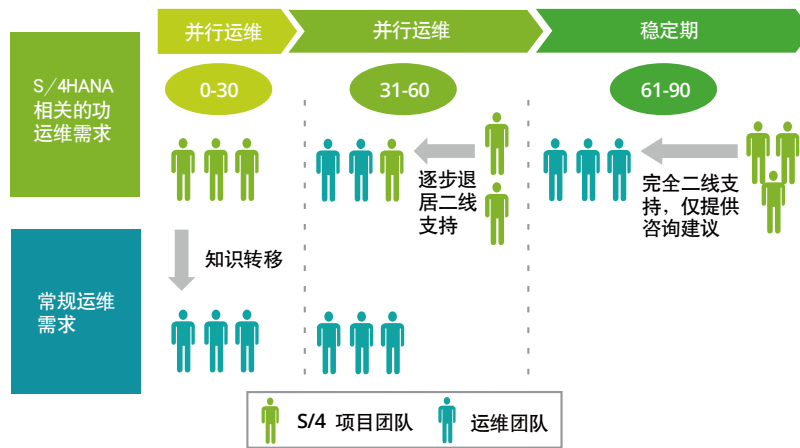 并行运维
并行运维
稳定期
S/4HANA
相关的功
运维需求
0-30
31-60
61-90
逐步退
居二线
支持
完全二线支
持，仅提供
咨询建议
知识转移
常规运维
需求
S/4 项目团队
运维团队